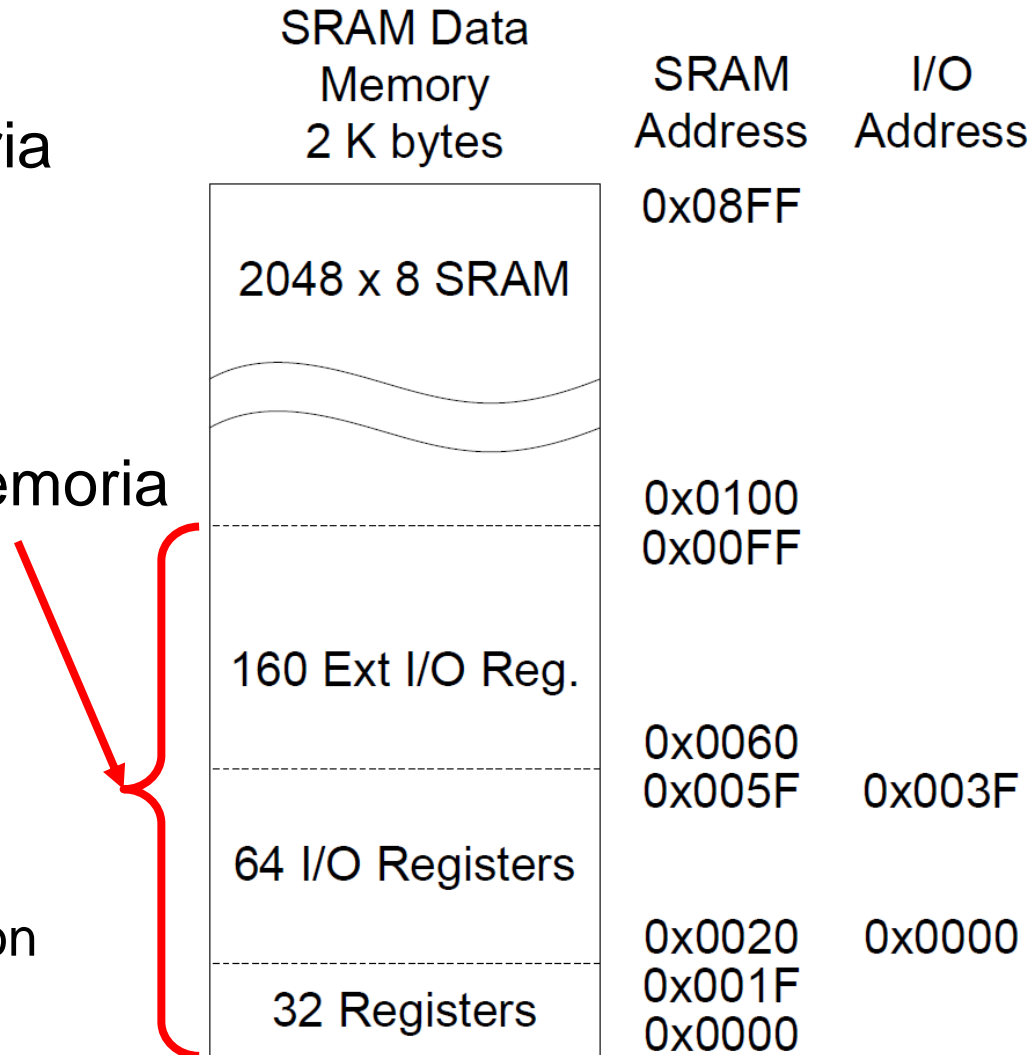 SRAM Data
Memory
2 K bytes
SRAM
Address
I/O
Address
ria
0x08FF
2048 x 8 SRAM
emoria
0x0100
0x00FF
160 Ext I/O Reg.
0x0060
0x005F 0x003F
64 I/O Registers
on
0x0020 0x0000
0x001F
32 Registers
0x0000